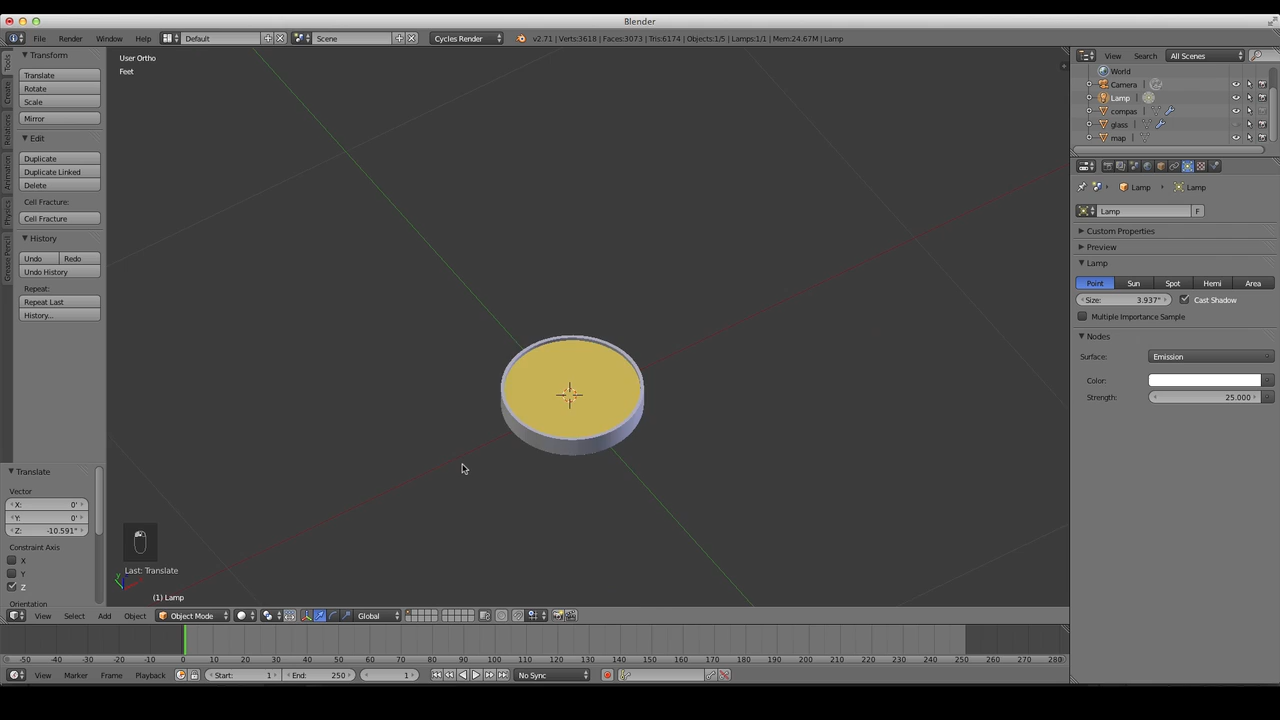 Blender
File Render Window Help Default Scene Cycles Render v2.71 | Verts:3618 | Faces:3073 | Tris:6174 | Objects:1/5 | Lamps:1/1 | Mem:24.67M | Lamp
View Search All Scenes
World
Camera
Lamp
compas
glass
map
Tools
Create
Relations
Animation
Physics
Grease Pencil
Transform
Translate
Rotate
Scale
Mirror
Edit
Duplicate
Duplicate Linked
Delete
Cell Fracture:
Cell Fracture
History
Undo Redo
Undo History
Repeat:
Repeat Last
History...
Translate
Vector
X: 0'
Y: 0'
Z: -10.591"
Constraint Axis
X
Y
Z
Orientation
User Ortho
Feet
Last: Translate
(1) Lamp
Lamp Lamp
Lamp F
Custom Properties
Preview
Lamp
Point Sun Spot Hemi Area
Size: 3.937" Cast Shadow
Multiple Importance Sample
Nodes
Surface: Emission
Color:
Strength: 25.000
View Select Add Object Object Mode Global
-50 -40 -30 -20 -10 0 10 20 30 40 50 60 70 80 90 100 110 120 130 140 150 160 170 180 190 200 210 220 230 240 250 260 270 280
View Marker Frame Playback Start: 1 End: 250 1 No Sync